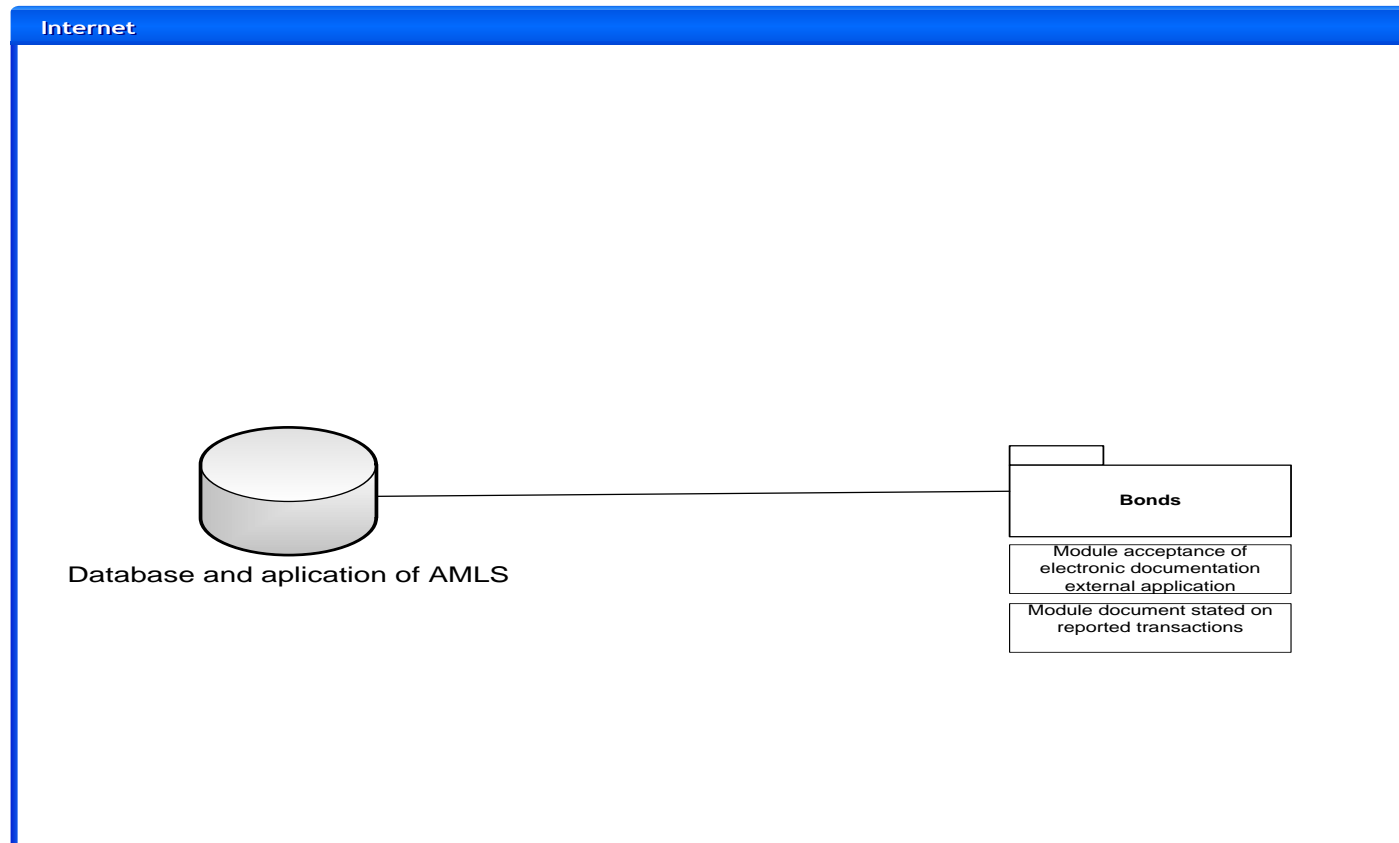 Internet
Bonds
Module acceptance of
electronic documentation
external application
Module document stated on
reported transactions
Database and aplication of AMLS